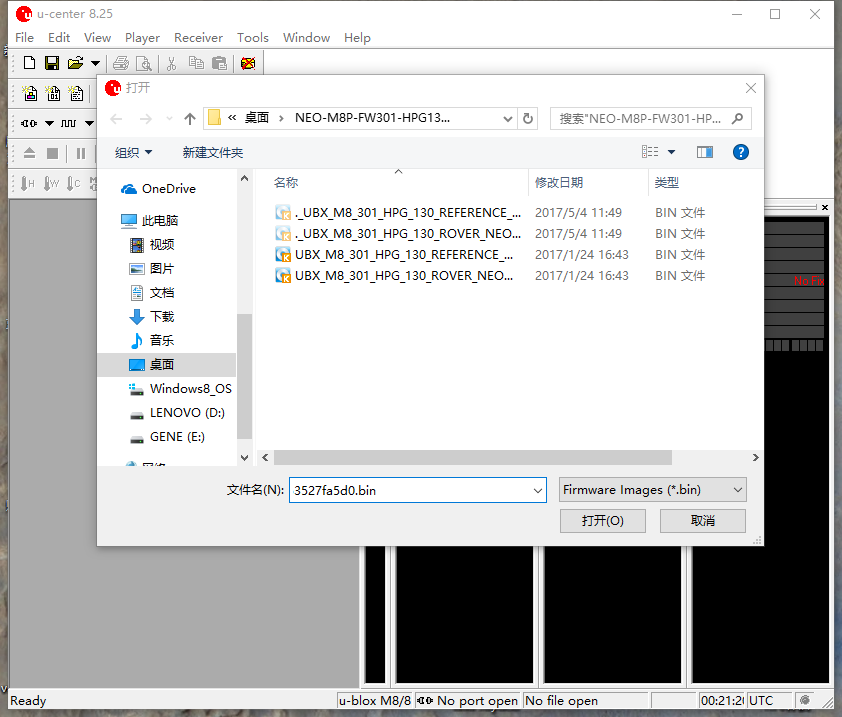 u-center 8.25
File Edit View Player Receiver Tools Window Help
打开
« 桌面 › NEO-M8P-FW301-HPG13...
搜索"NEO-M8P-FW301-HP...
组织 新建文件夹
OneDrive
此电脑
视频
图片
文档
下载
音乐
桌面
Windows8_OS
LENOVO (D:)
GENE (E:)
网络
名称 修改日期 类型
._UBX_M8_301_HPG_130_REFERENCE_... 2017/5/4 11:49 BIN 文件
._UBX_M8_301_HPG_130_ROVER_NEO... 2017/5/4 11:49 BIN 文件
UBX_M8_301_HPG_130_REFERENCE_... 2017/1/24 16:43 BIN 文件
UBX_M8_301_HPG_130_ROVER_NEO... 2017/1/24 16:43 BIN 文件
文件名(N): 3527fa5d0.bin Firmware Images (*.bin)
打开(O) 取消
Ready u-blox M8/8 No port open No file open 00:21:2 UTC